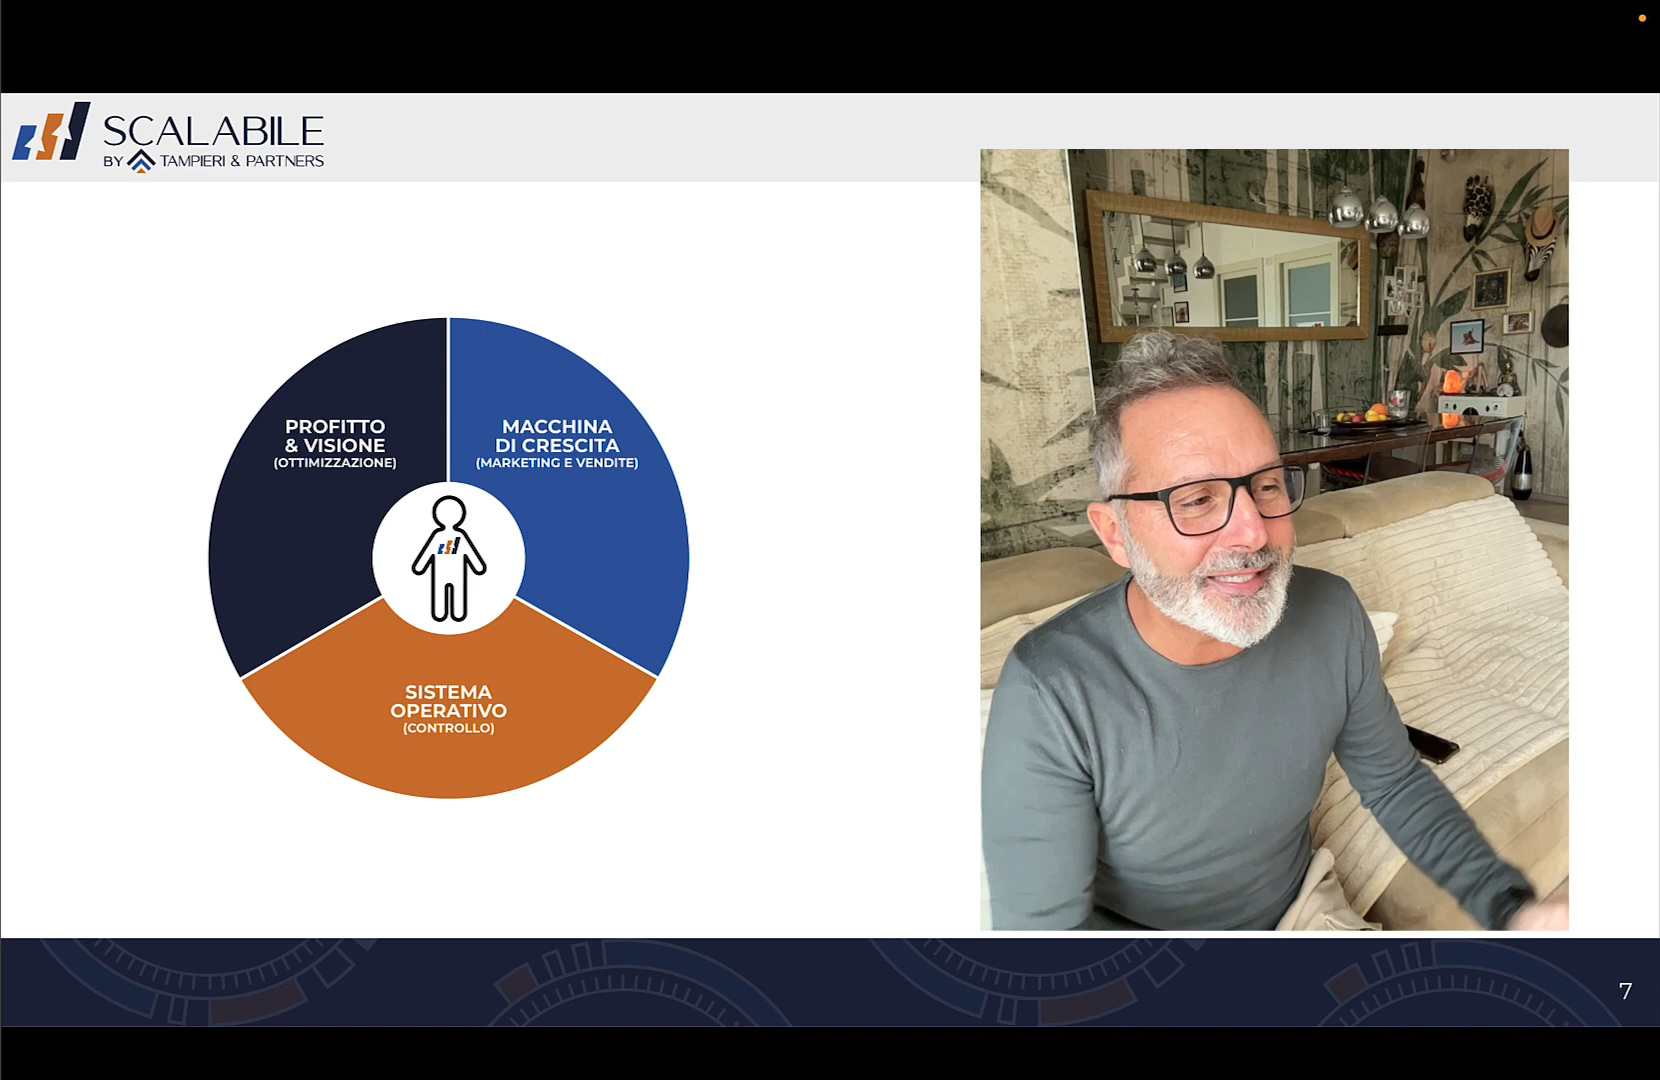 SCALABILE
BY TAMPIERI & PARTNERS
PROFITTO
& VISIONE
(OTTIMIZZAZIONE)
MACCHINA
DI CRESCITA
(MARKETING E VENDITE)
SISTEMA
OPERATIVO
(CONTROLLO)
7